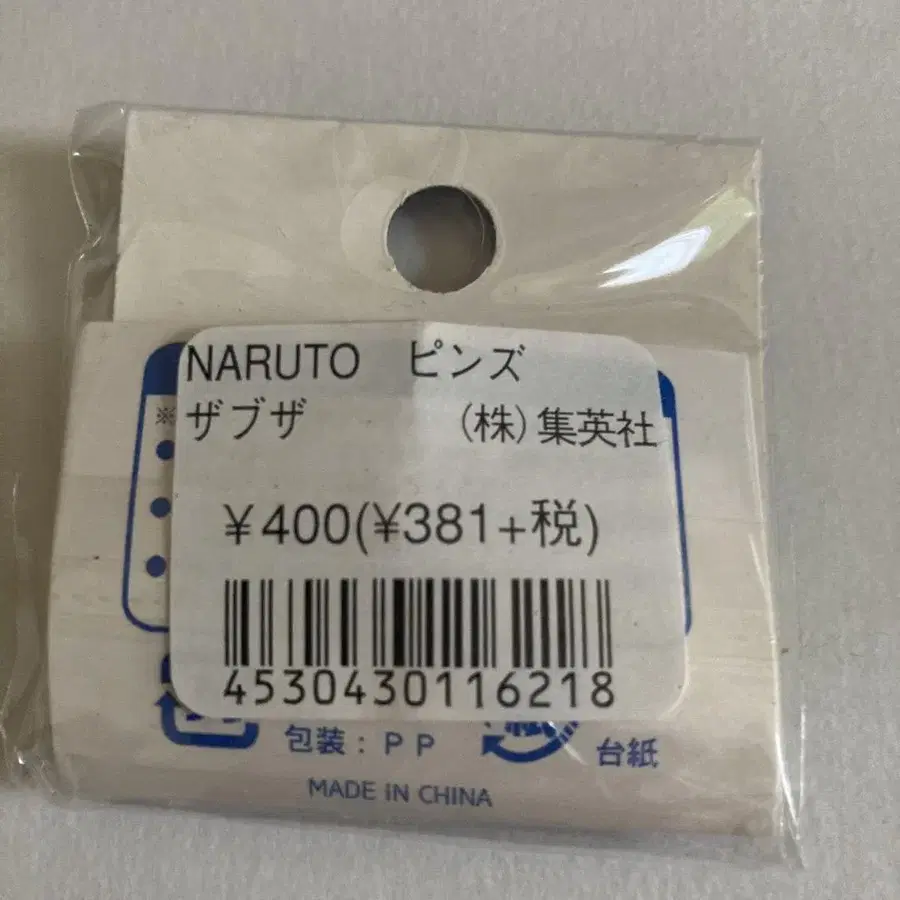 NARUTO ピンズ
ザブザ (株)集英社
¥400(¥381+税)
4530430116218
※
包装:PP
台紙
MADE IN CHINA